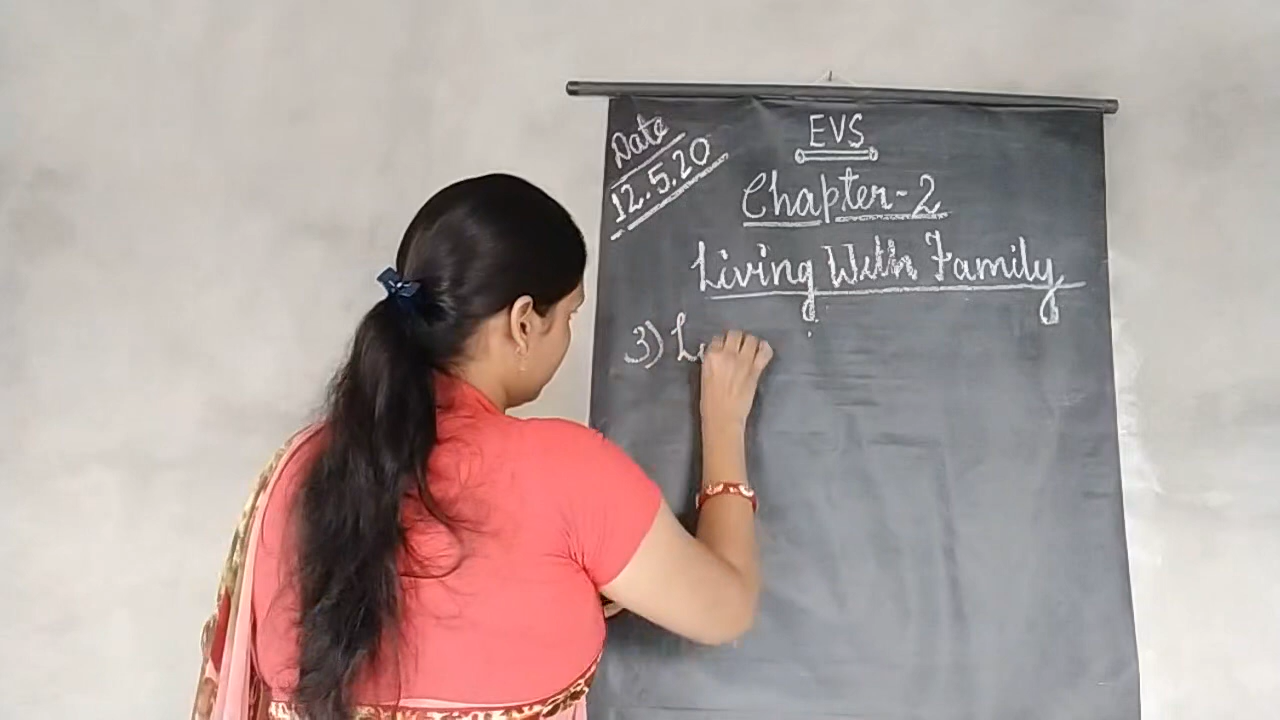 Date
12.5.20
EVS
Chapter-2
Living With Family
3)